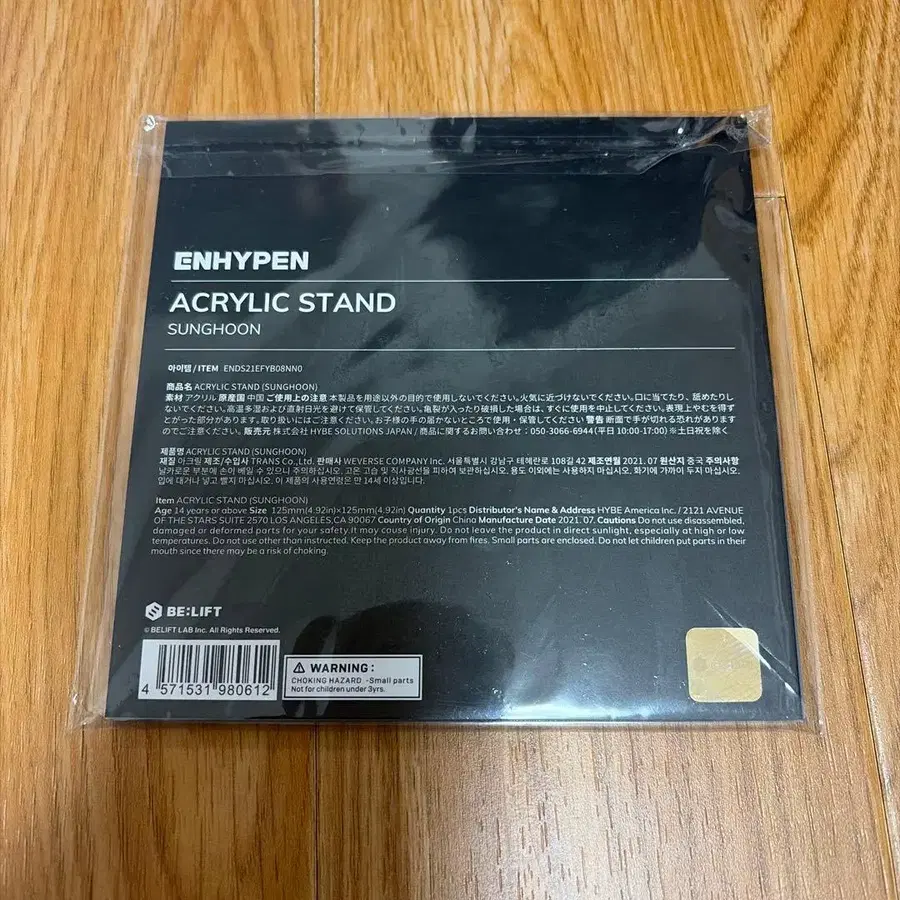 ENHYPEN
ACRYLIC STAND
SUNGHOON
아이템 / ITEM ENDS21EFYB08NN0
商品名 ACRYLIC STAND (SUNGHOON)
素材 アクリル 原産国 中国 ご使用上の注意 本製品を用途以外の目的で使用しないでください。火気に近づけないでください。口に当てたり、舐めたりし
ないでください。高温多湿および直射日光を避けて保管してください。亀裂が入ったり破損した場合は、すぐに使用を中止してください。表現上やむを得ず
とがった部分があります。取り扱いにはご注意ください。お子様の手の届かないところで使用・保管してください 警告 断面で手が切れる恐れがあります
のでご注意ください。販売元 株式会社 HYBE SOLUTIONS JAPAN / 商品に関するお問い合わせ : 050-3066-6944(平日 10:00-17:00) ※土日祝を除く
제품명 ACRYLIC STAND (SUNGHOON)
재질 아크릴 제조/수입사 TRANS Co., Ltd. 판매사 WEVERSE COMPANY Inc. 서울특별시 강남구 테헤란로 108길 42 제조연월 2021. 07 원산지 중국 주의사항
날카로운 부분에 손이 베일 수 있으니 주의하십시오. 고온 고습 및 직사광선을 피하여 보관하십시오. 용도 이외에는 사용하지 마십시오. 화기에 가까이 두지 마십시오.
입에 대거나 넣고 빨지 마십시오. 이 제품의 사용연령은 만 14세 이상입니다.
Item ACRYLIC STAND (SUNGHOON)
Age 14 years or above Size 125mm(4.92in)×125mm(4.92in) Quantity 1pcs Distributor's Name & Address HYBE America Inc. / 2121 AVENUE
OF THE STARS SUITE 2570 LOS ANGELES,CA 90067 Country of Origin China Manufacture Date 2021. 07. Cautions Do not use disassembled,
damaged or deformed parts for your safety.It may cause injury. Do not leave the product in direct sunlight, especially at high or low
temperatures. Do not use other than instructed. Keep the product away from fires. Small parts are enclosed. Do not let children put parts in their
mouth since there may be a risk of choking.
BE:LIFT
© BELIFT LAB Inc. All Rights Reserved.
4 571531 980612
WARNING :
CHOKING HAZARD -Small parts
Not for children under 3yrs.